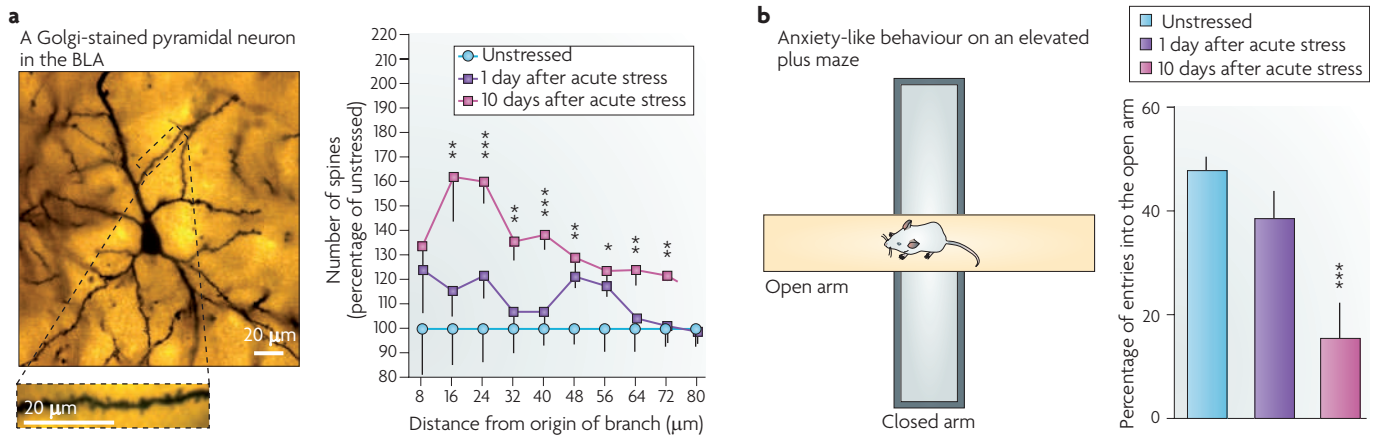 a
A Golgi-stained pyramidal neuron
in the BLA
20 μm
20 μm
Number of spines
(percentage of unstressed)
220
210
200
190
180
170
160
150
140
130
120
110
100
90
80
Unstressed
1 day after acute stress
10 days after acute stress
**
***
**
***
**
*
**
**
8 16 24 32 40 48 56 64 72 80
Distance from origin of branch (μm)
b
Anxiety-like behaviour on an elevated
plus maze
Open arm
Closed arm
Unstressed
1 day after acute stress
10 days after acute stress
Percentage of entries into the open arm
60
40
20
0
***